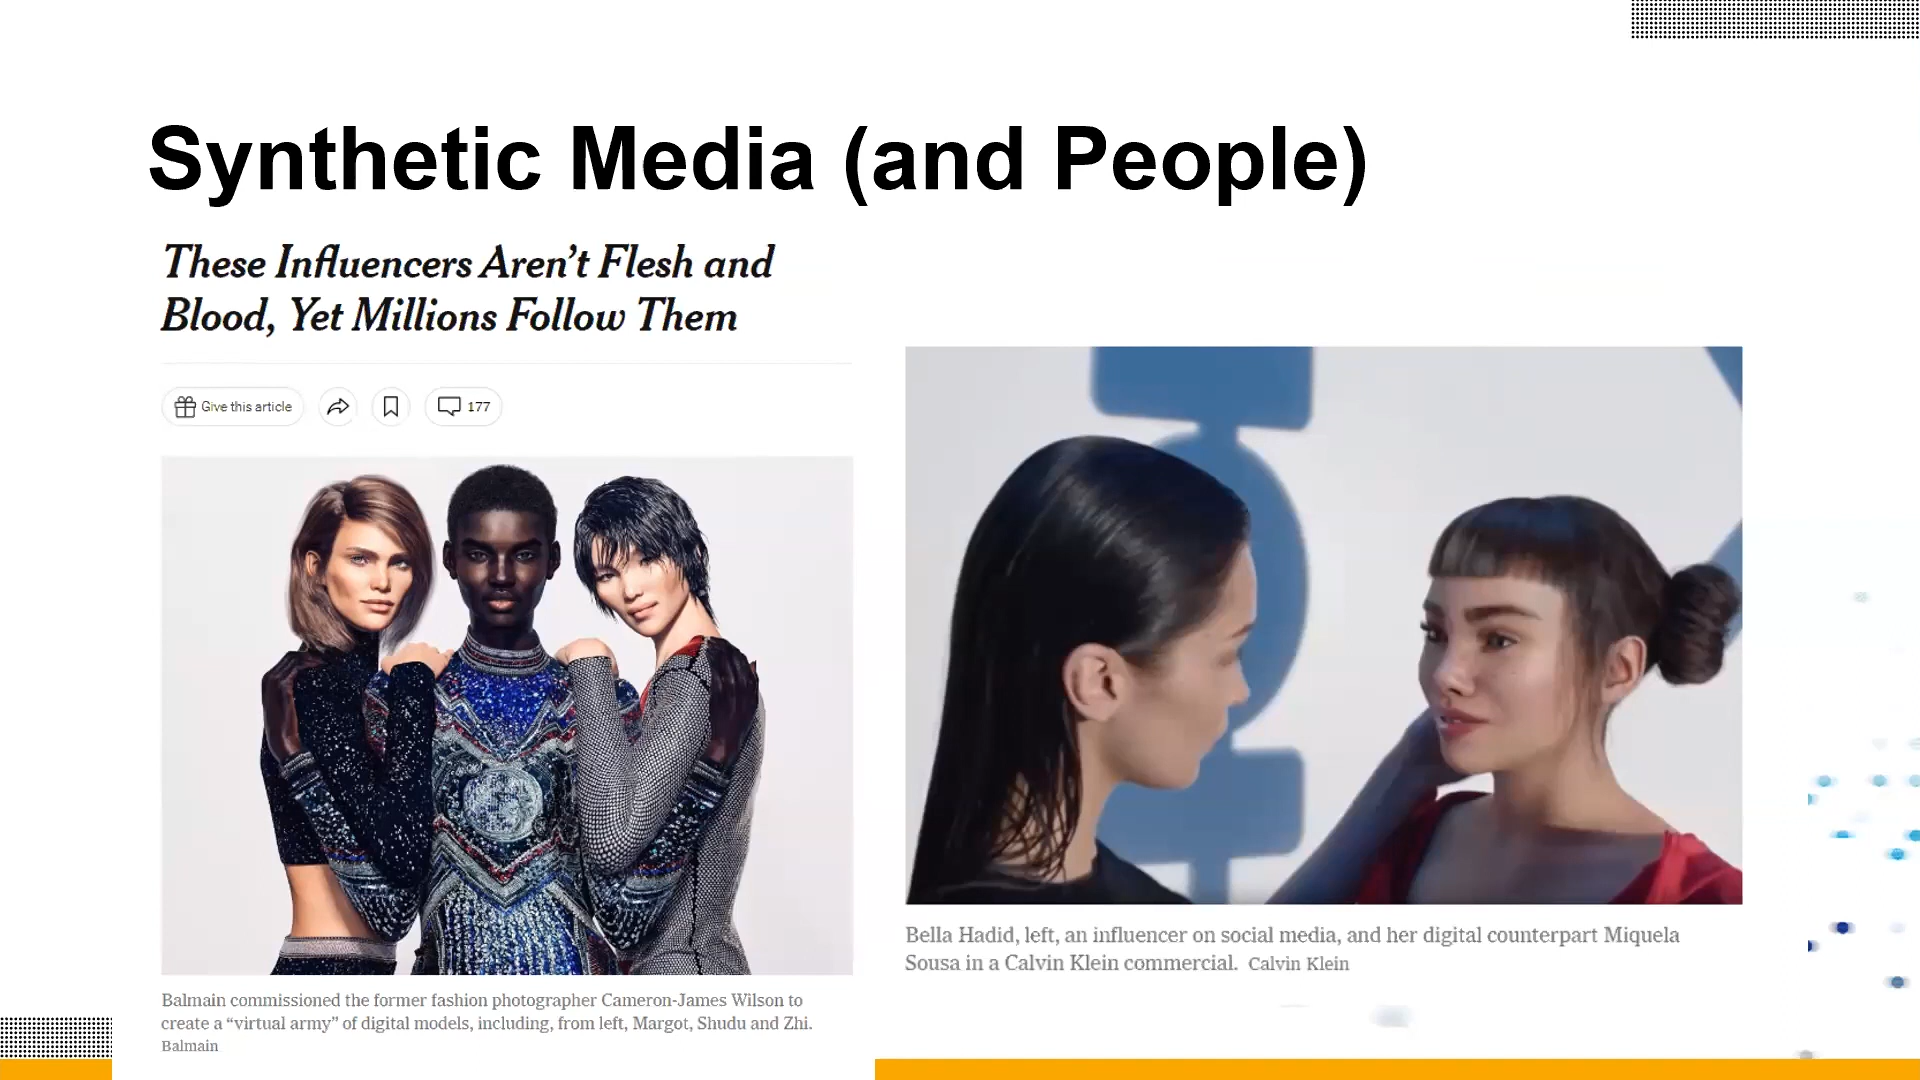 Synthetic Media (and People)
These Influencers Aren't Flesh and
Blood, Yet Millions Follow Them
Give this article
177
Balmain commissioned the former fashion photographer Cameron-James Wilson to
create a “virtual army” of digital models, including, from left, Margot, Shudu and Zhi.
Balmain
Bella Hadid, left, an influencer on social media, and her digital counterpart Miquela
Sousa in a Calvin Klein commercial. Calvin Klein